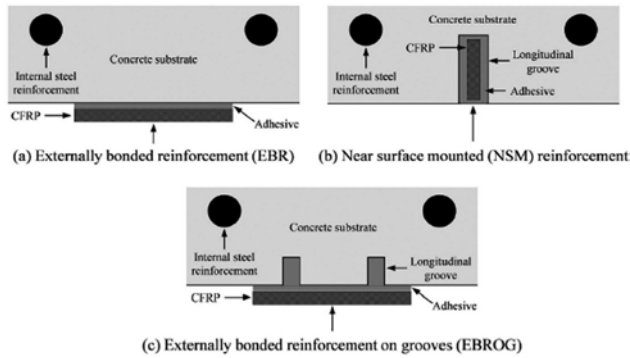 Concrete substrate
Internal steel
reinforcement
CFRP
Adhesive
(a) Externally bonded reinforcement (EBR)
Concrete substrate
CFRP
Longitudinal
groove
Internal steel
reinforcement
Adhesive
(b) Near surface mounted (NSM) reinforcement
Concrete substrate
Internal steel
reinforcement
Longitudinal
groove
CFRP
Adhesive
(c) Externally bonded reinforcement on grooves (EBROG)